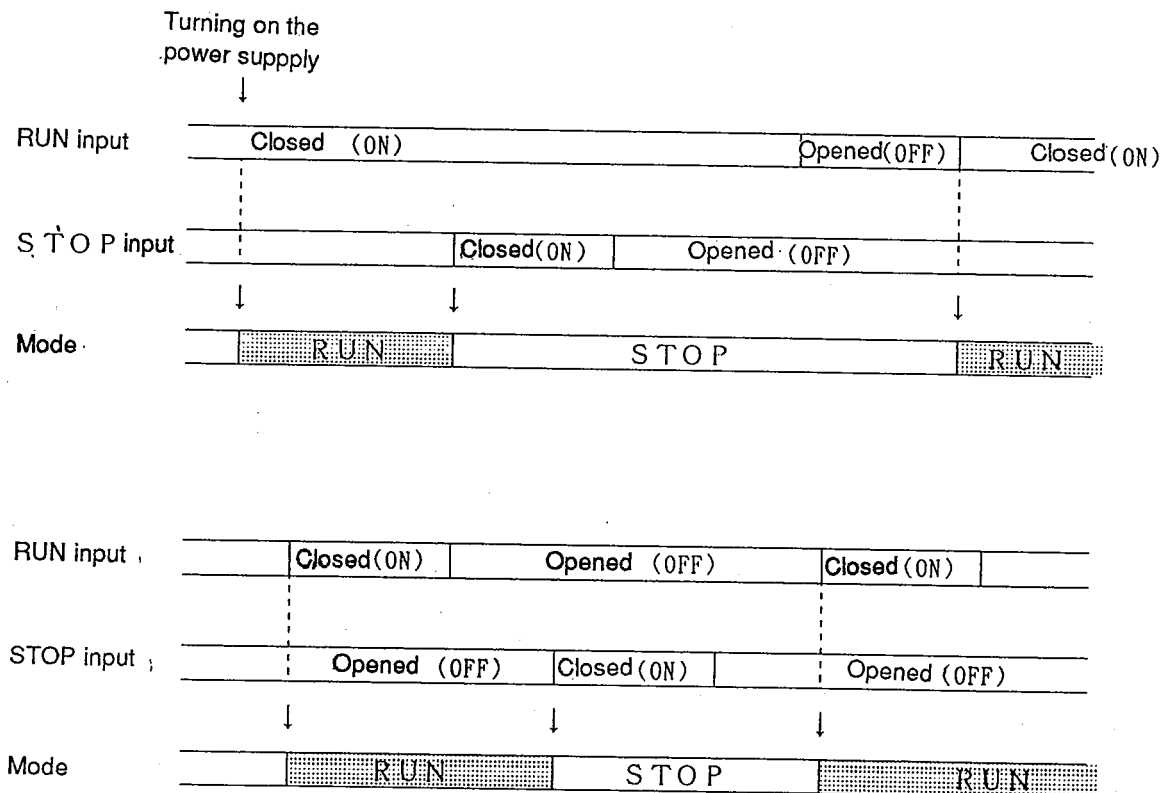 Turning on the
power suppply
RUN input
Closed (ON)
Opened(OFF)
Closed(ON)
STOP input
Closed(ON)
Opened (OFF)
Mode
RUN
STOP
RUN
RUN input
Closed(ON)
Opened (OFF)
Closed(ON)
STOP input
Opened (OFF)
Closed(ON)
Opened (OFF)
Mode
RUN
STOP
RUN